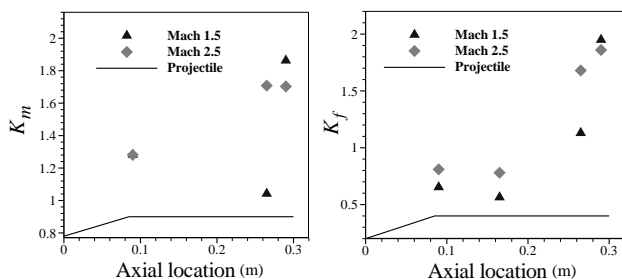 2
1.8
1.6
1.4
1.2
1
0.8
K_m
Mach 1.5
Mach 2.5
Projectile
0
0.1
0.2
0.3
Axial location (m)
2
1.5
1
0.5
K_f
Mach 1.5
Mach 2.5
Projectile
0
0.1
0.2
0.3
Axial location (m)